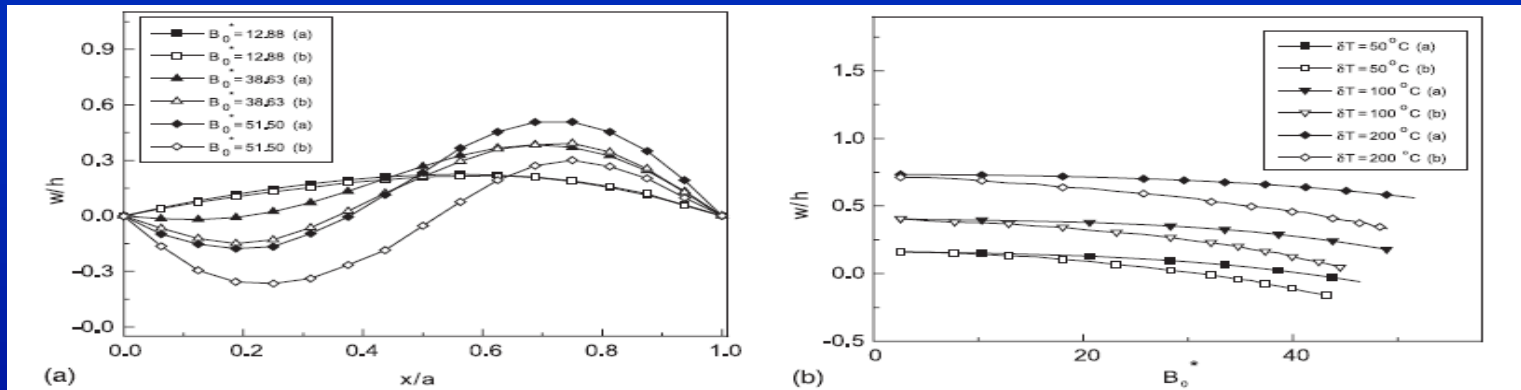 0.9
0.6
0.3
0.0
-0.3
-0.0
w/h
B₀*=12.88 (a)
B₀*=12.88 (b)
B₀*=38.63 (a)
B₀*=38.63 (b)
B₀*=51.50 (a)
B₀*=51.50 (b)
0.0 0.2 0.4 0.6 0.8 1.0
(a) x/a
1.5
1.0
0.5
0.0
-0.5
w/h
δT=50°C (a)
δT=50°C (b)
δT=100°C (a)
δT=100°C (b)
δT=200°C (a)
δT=200°C (b)
0 20 40
(b) B₀*